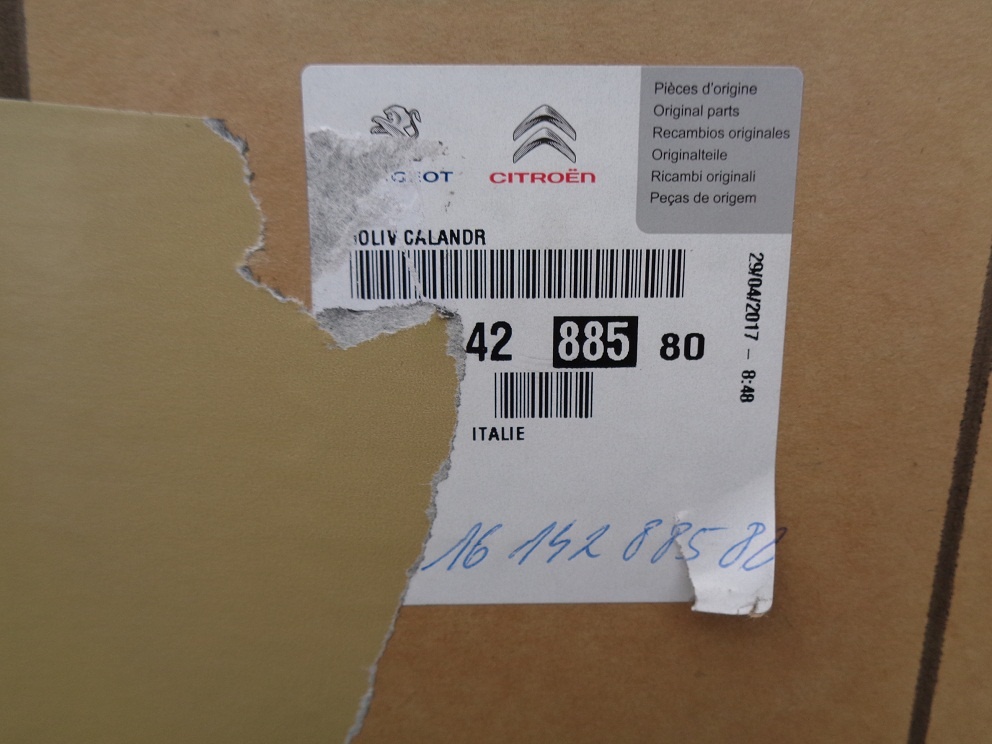 Pièces d'origine
Original parts
Recambios originales
Originalteile
Ricambi originali
Peças de origem
CITROËN
CALANDR
42 885 80
29/04/2017 - 8:48
ITALIE
16 142 885 80